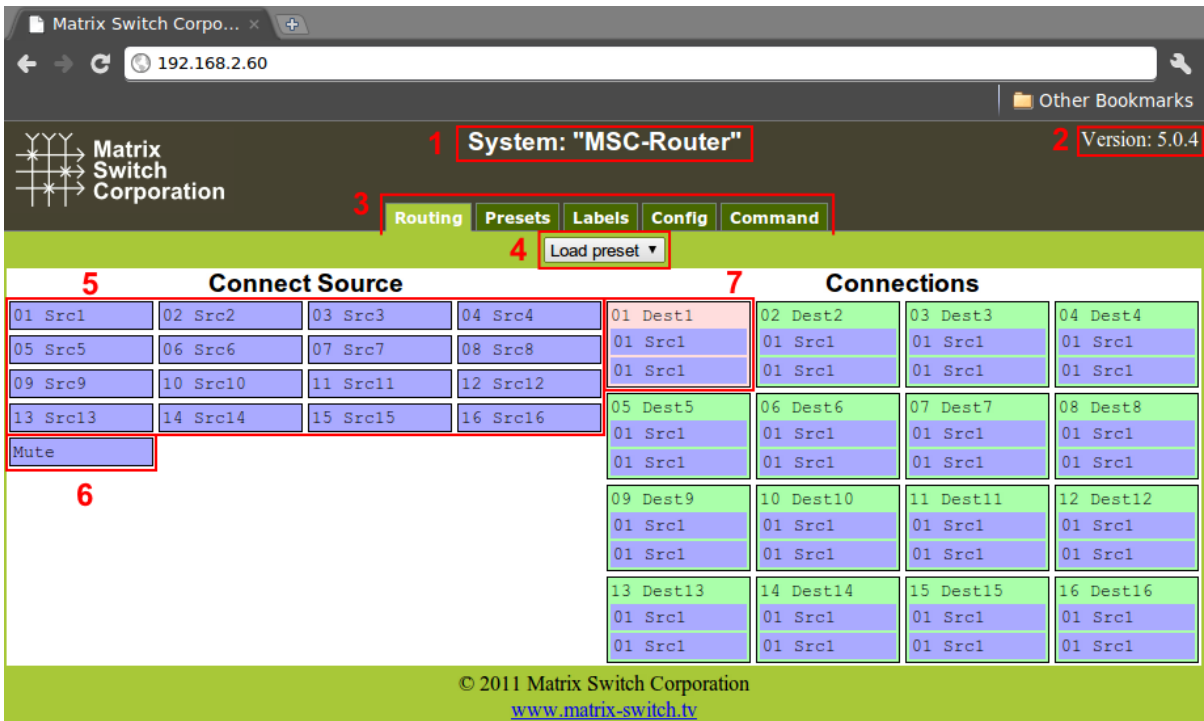 Matrix Switch Corpo... ×
192.168.2.60
Other Bookmarks
Matrix
Switch
Corporation
1 System: "MSC-Router"
2 Version: 5.0.4
3 Routing Presets Labels Config Command
4 Load preset ▼
5 Connect Source
7 Connections
01 Src1 02 Src2 03 Src3 04 Src4
05 Src5 06 Src6 07 Src7 08 Src8
09 Src9 10 Src10 11 Src11 12 Src12
13 Src13 14 Src14 15 Src15 16 Src16
Mute
6
01 Dest1 02 Dest2 03 Dest3 04 Dest4
01 Src1 01 Src1 01 Src1 01 Src1
01 Src1 01 Src1 01 Src1 01 Src1
05 Dest5 06 Dest6 07 Dest7 08 Dest8
01 Src1 01 Src1 01 Src1 01 Src1
01 Src1 01 Src1 01 Src1 01 Src1
09 Dest9 10 Dest10 11 Dest11 12 Dest12
01 Src1 01 Src1 01 Src1 01 Src1
01 Src1 01 Src1 01 Src1 01 Src1
13 Dest13 14 Dest14 15 Dest15 16 Dest16
01 Src1 01 Src1 01 Src1 01 Src1
01 Src1 01 Src1 01 Src1 01 Src1
© 2011 Matrix Switch Corporation
www.matrix-switch.tv